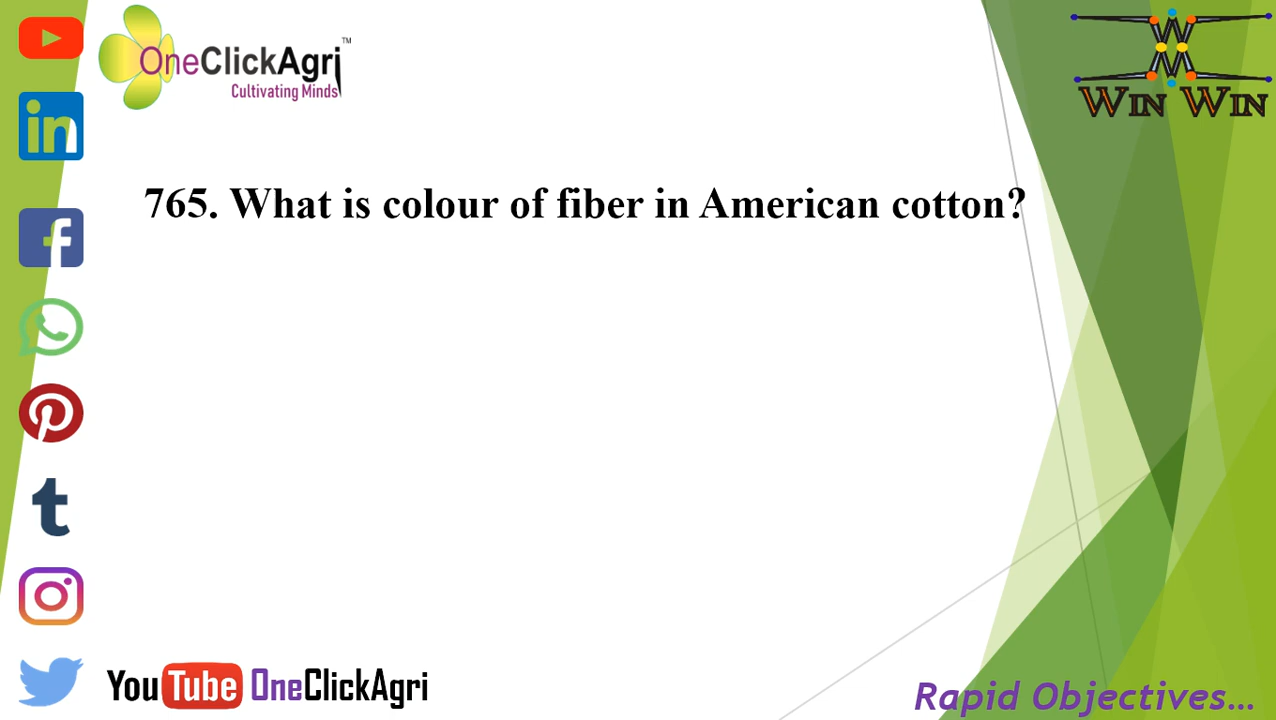 OneClickAgri™
Cultivating Minds
WIN WIN
765. What is colour of fiber in American cotton?
YouTube OneClickAgri
Rapid Objectives...